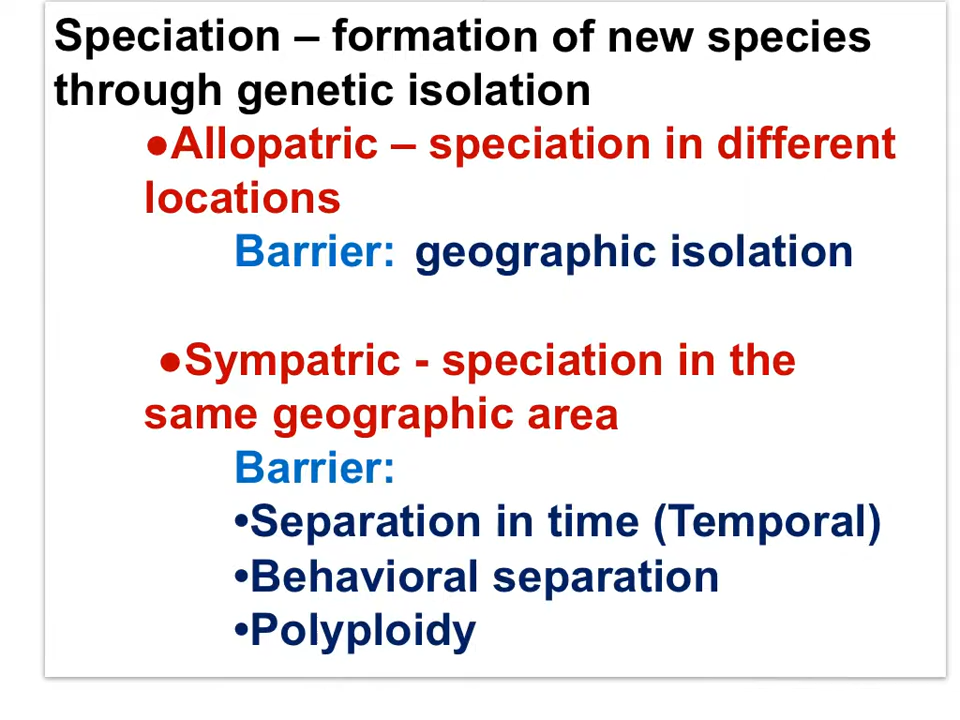 Speciation – formation of new species
through genetic isolation
●Allopatric – speciation in different
locations
Barrier: geographic isolation
●Sympatric - speciation in the
same geographic area
Barrier:
•Separation in time (Temporal)
•Behavioral separation
•Polyploidy